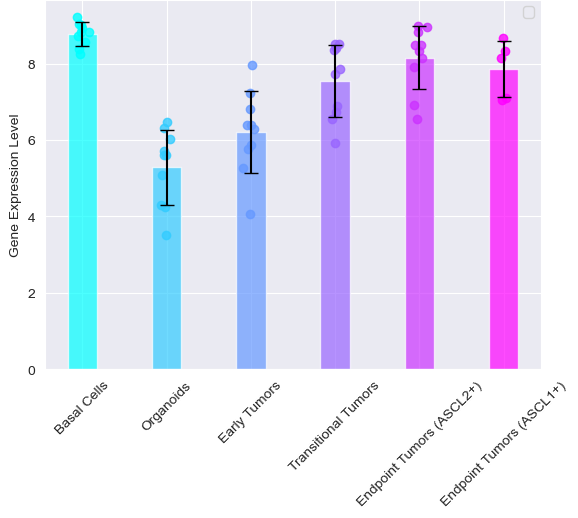 Gene Expression Level
8
6
4
2
0
Basal Cells
Organoids
Early Tumors
Transitional Tumors
Endpoint Tumors (ASCL2+)
Endpoint Tumors (ASCL1+)